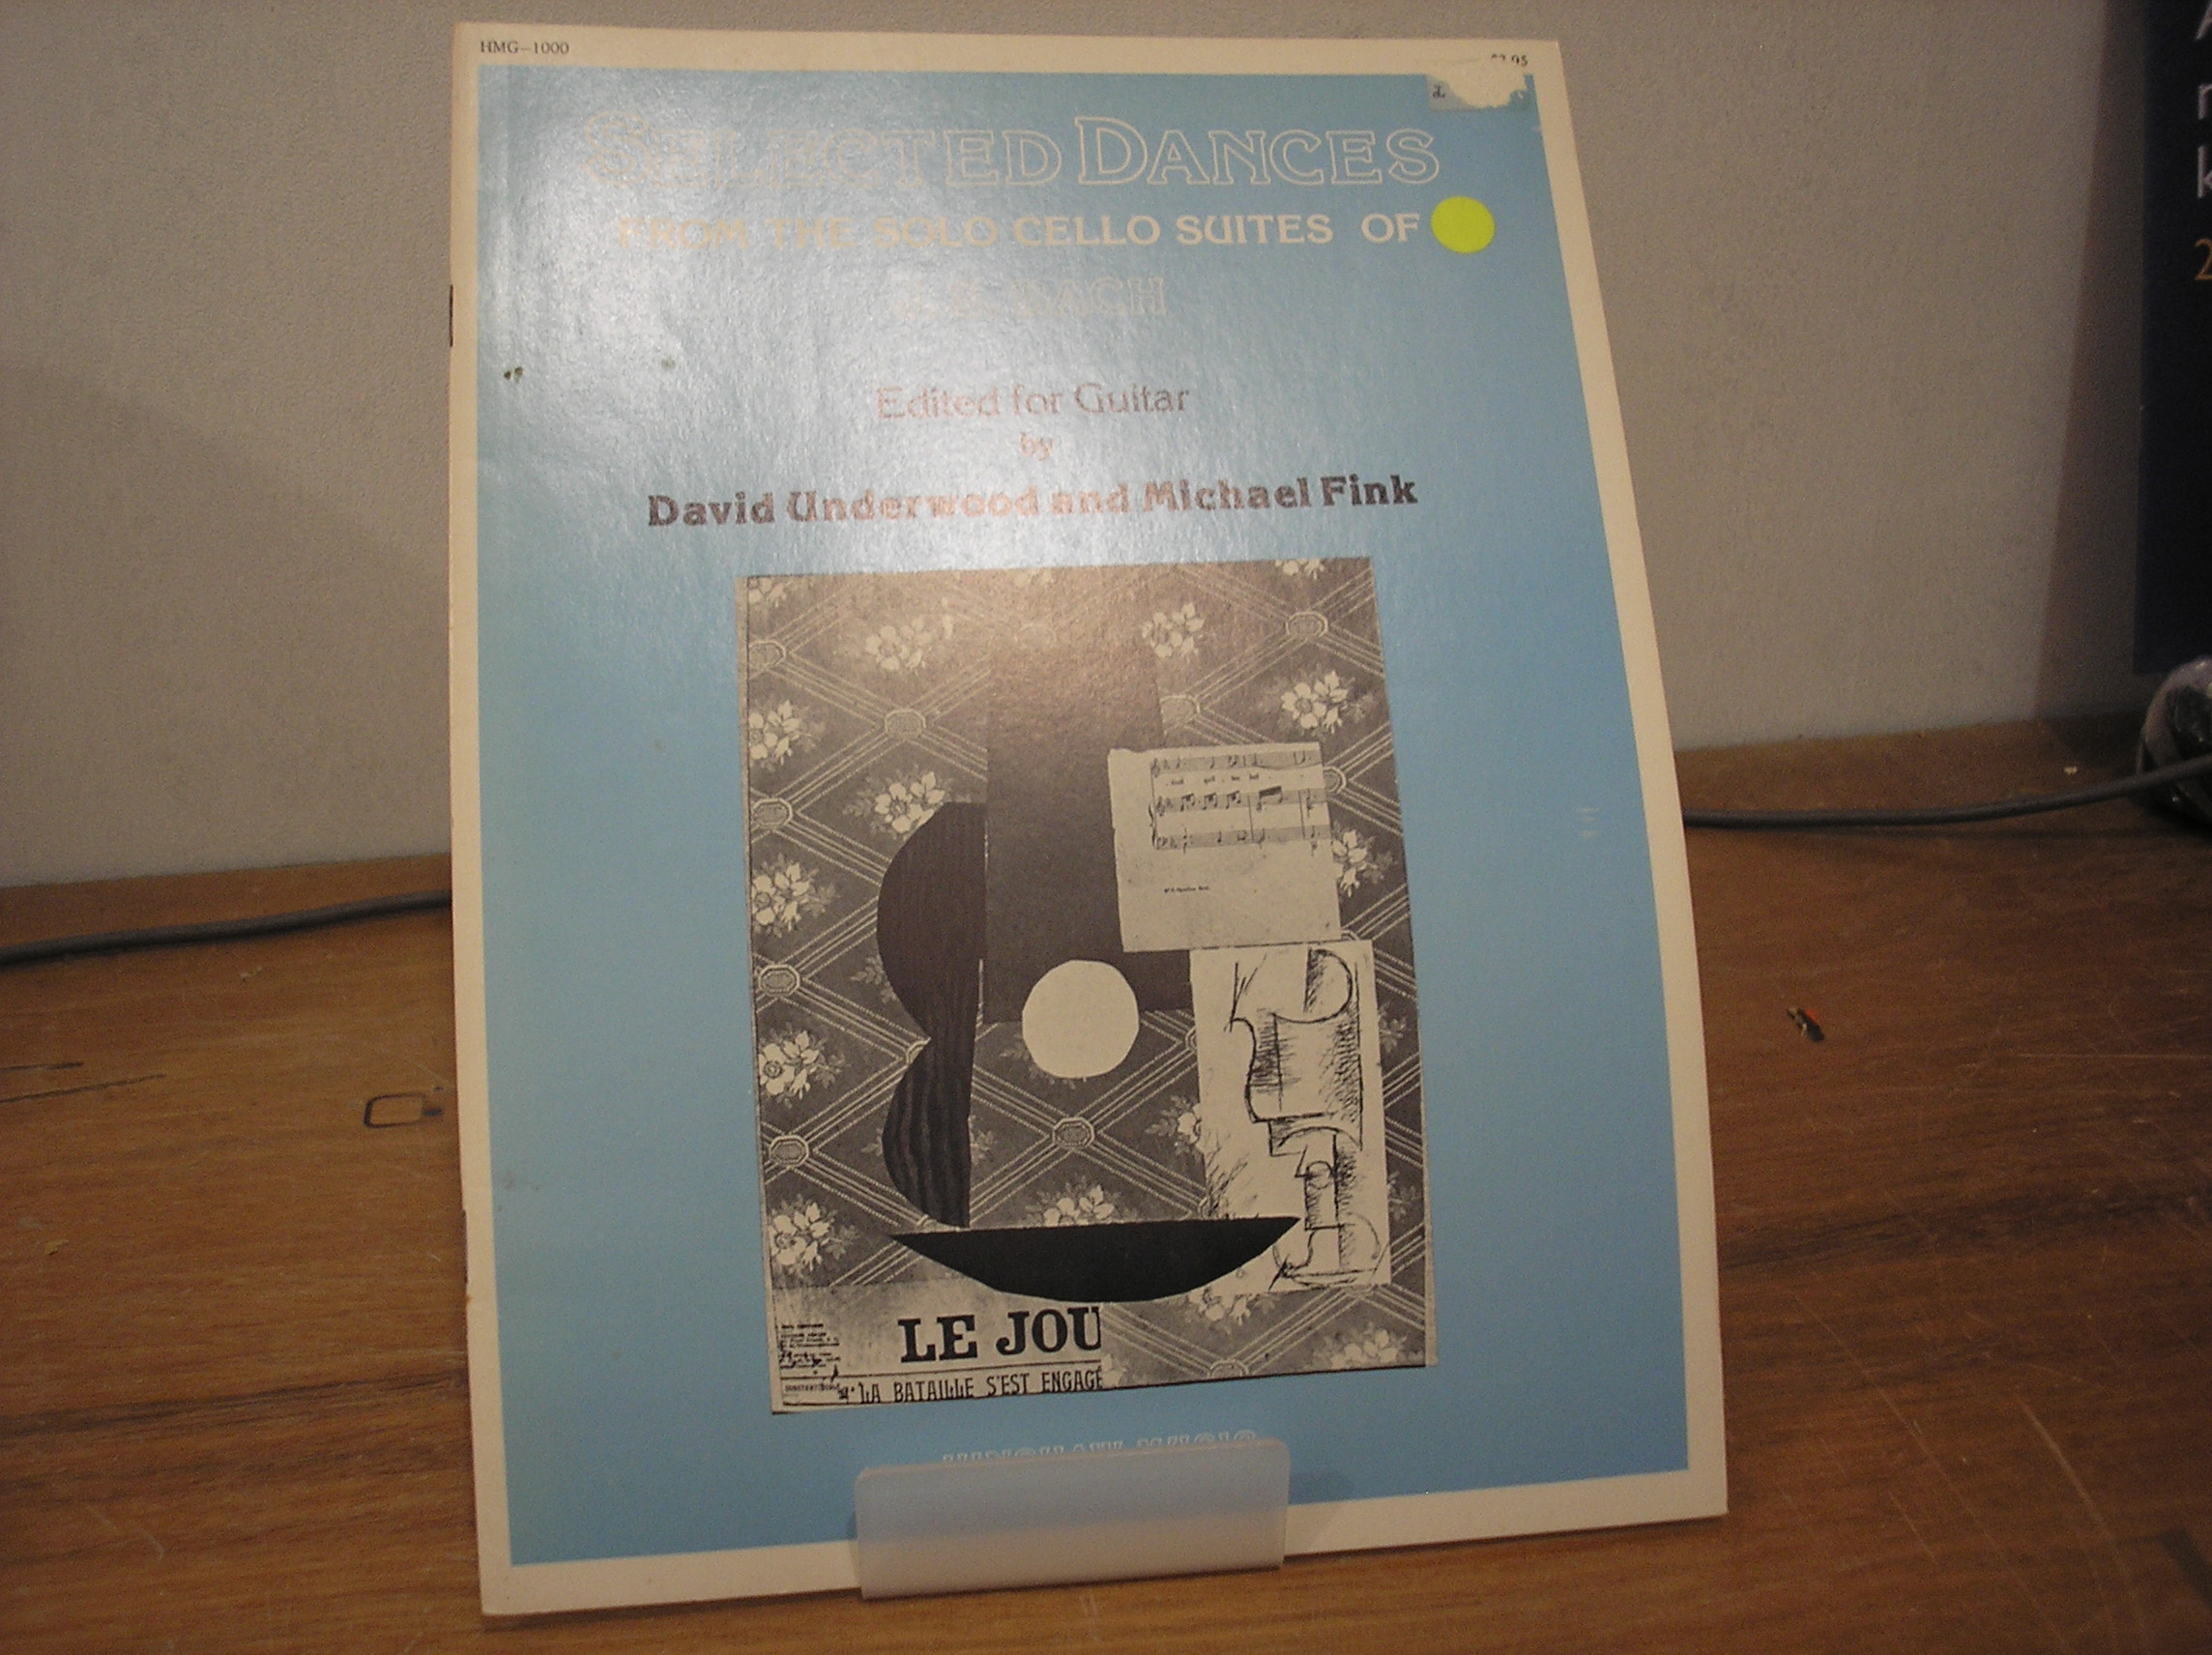 HMG—1000
SELECTED DANCES
FROM THE SOLO CELLO SUITES OF
J. S. BACH
Edited for Guitar
by
David Underwood and Michael Fink
LE JOU
LA BATAILLE S'EST ENGAGÉ
MUSIC